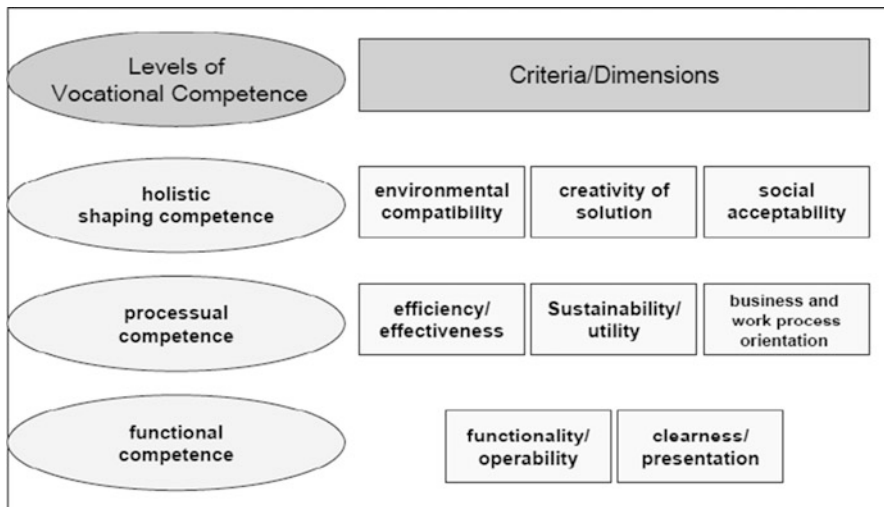 Levels of
Vocational Competence
Criteria/Dimensions
holistic
shaping competence
environmental
compatibility
creativity of
solution
social
acceptability
processual
competence
efficiency/
effectiveness
Sustainability/
utility
business and
work process
orientation
functional
competence
functionality/
operability
clearness/
presentation